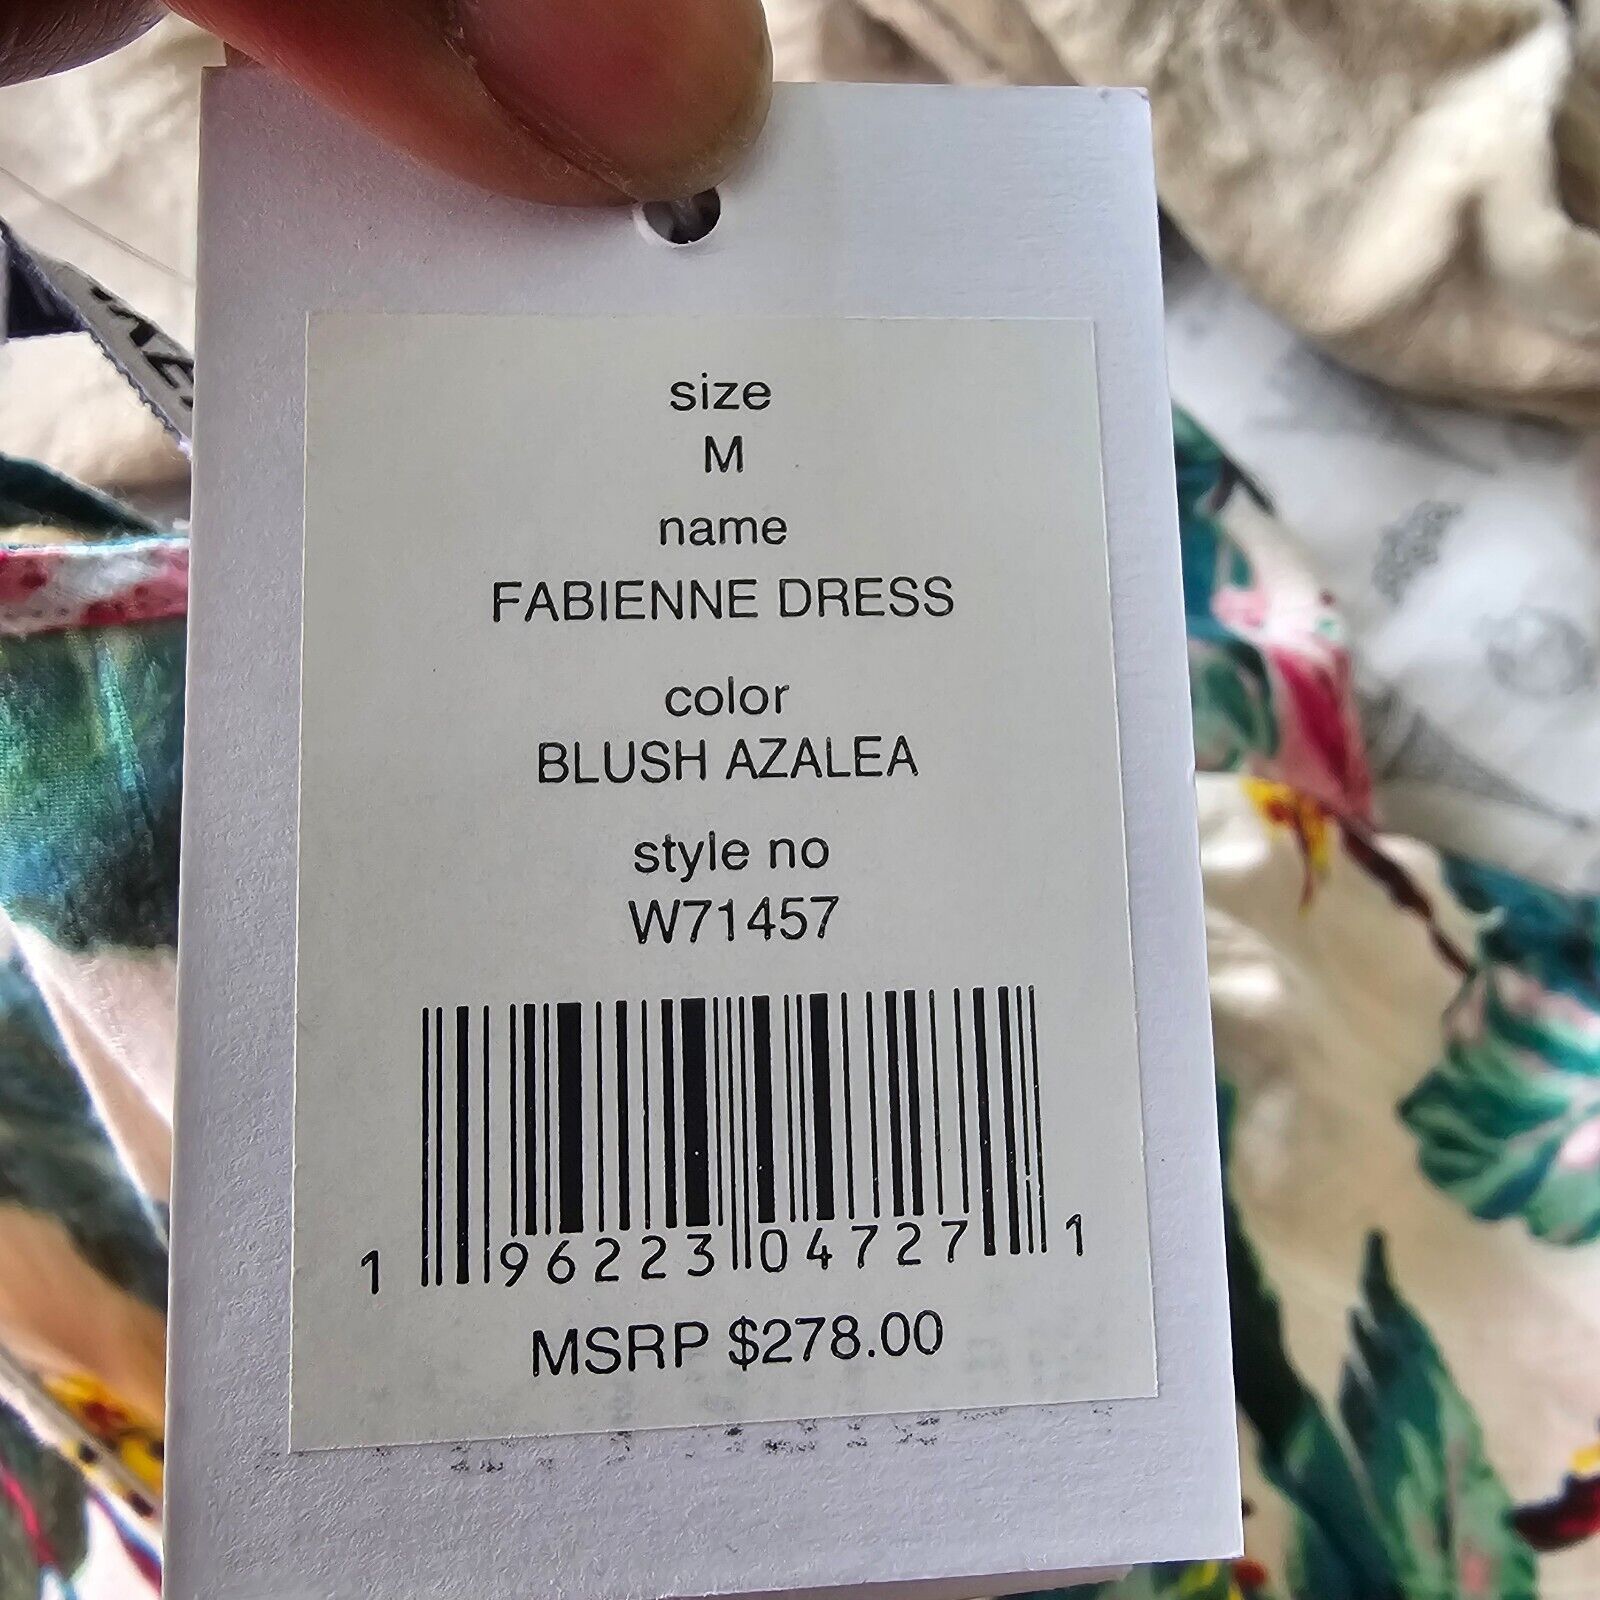 size
M
name
FABIENNE DRESS
color
BLUSH AZALEA
style no
W71457
1 96223 04727 1
MSRP $278.00